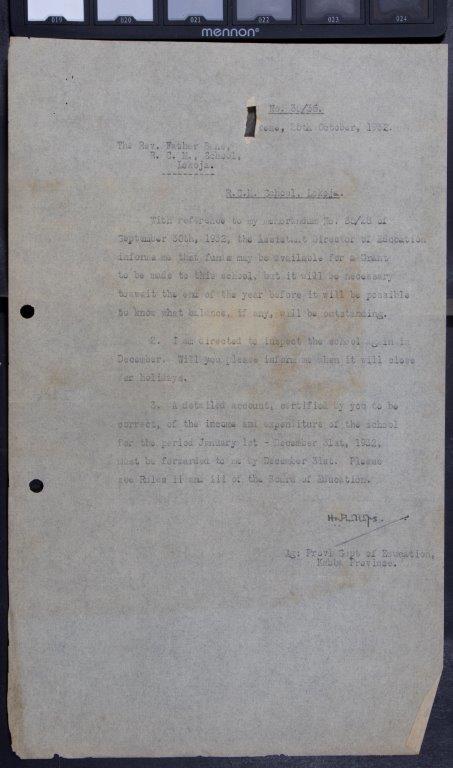 019 020 021 022 023 024
mennon
No. 30/36.
October, 1932.
The Rev. Father
R. C. M., School,
Lokoja.
R.C.M. School, Lokoja.
With reference to my memorandum No. of
September 30th, 1932, the Assistant Director of Education
informs me that funds may be available for a Grant
to be made to this school, but it will be necessary
to await the end of the year before it will be possible
to know what balance, if any, will be outstanding.
2. I am directed to inspect the school again in
December. Will you please inform me when it will close
for holidays.
3. A detailed account, certified by you to be
correct, of the income and expenditure of the school
for the period January 1st - December 31st, 1932,
must be forwarded to me by December 31st. Please
see Rules ii and iii of the Board of Education.
Ag: Provl Supt of Education,
Kabba Province.